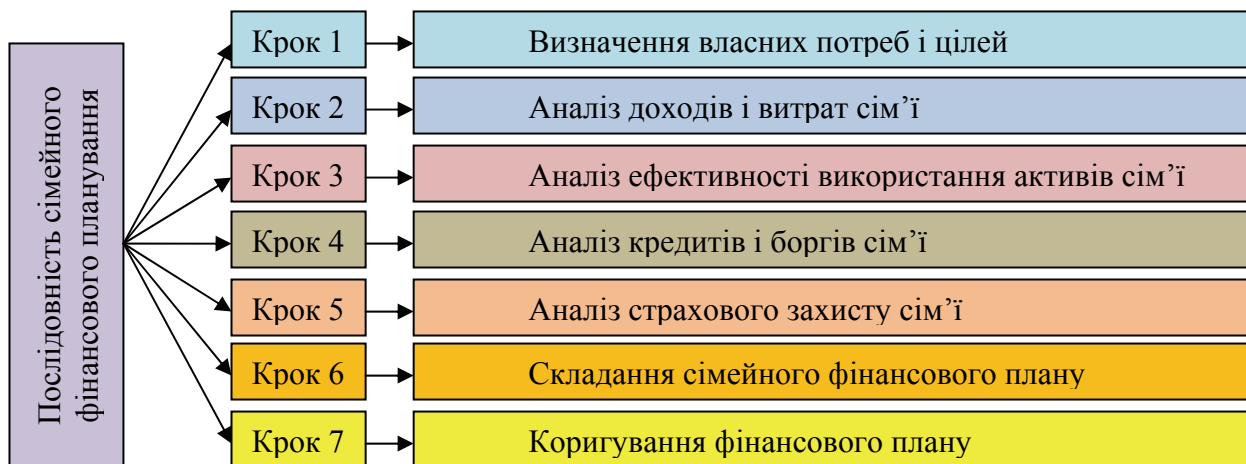 Послідовність сімейного
фінансового планування
Крок 1
Визначення власних потреб і цілей
Крок 2
Аналіз доходів і витрат сім’ї
Крок 3
Аналіз ефективності використання активів сім’ї
Крок 4
Аналіз кредитів і боргів сім’ї
Крок 5
Аналіз страхового захисту сім’ї
Крок 6
Складання сімейного фінансового плану
Крок 7
Коригування фінансового плану